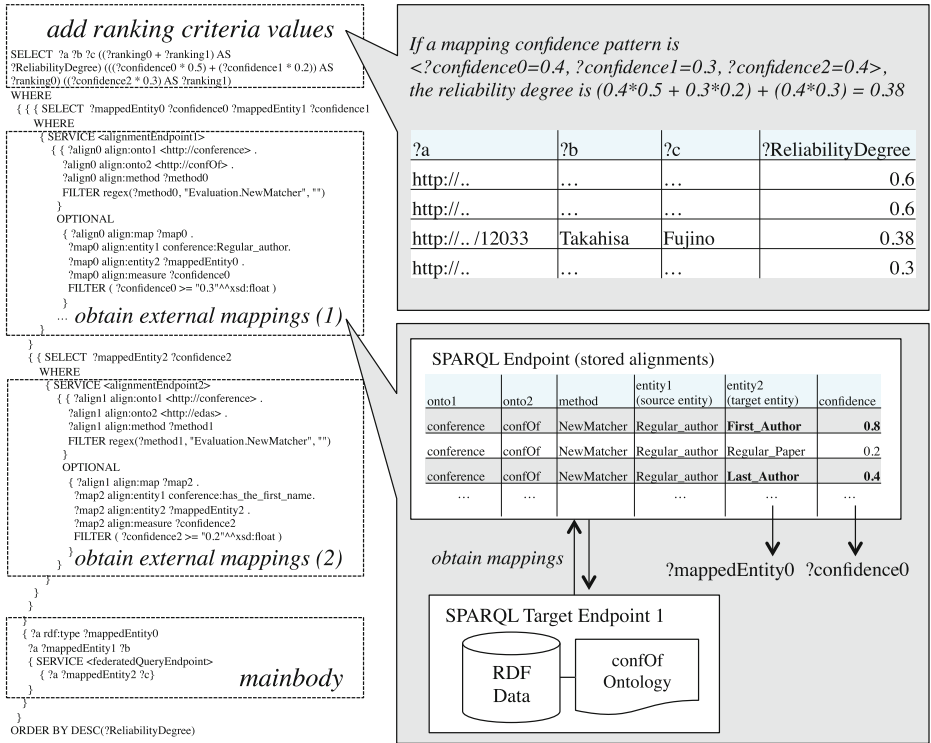 add ranking criteria values
SELECT ?a ?b ?c ((?ranking0 + ?ranking1) AS
?ReliabilityDegree) (((?confidence0 * 0.5) + (?confidence1 * 0.2)) AS
?ranking0) ((?confidence2 * 0.3) AS ?ranking1)
WHERE
{ { { SELECT ?mappedEntity0 ?confidence0 ?mappedEntity1 ?confidence1
WHERE
{ SERVICE <alignmentEndpoint1>
{ { ?align0 align:onto1 <http://conference> .
?align0 align:onto2 <http://confOf> .
?align0 align:method ?method0
FILTER regex(?method0, "Evaluation.NewMatcher", "")
}
OPTIONAL
{ ?align0 align:map ?map0 .
?map0 align:entity1 conference:Regular_author.
?map0 align:entity2 ?mappedEntity0 .
?map0 align:measure ?confidence0
FILTER ( ?confidence0 >= "0.3"^^xsd:float )
}
… obtain external mappings (1)
}
}
{ { SELECT ?mappedEntity2 ?confidence2
WHERE
{ SERVICE <alignmentEndpoint2>
{ { ?align1 align:onto1 <http://conference> .
?align1 align:onto2 <http://edas> .
?align1 align:method ?method1
FILTER regex(?method1, "Evaluation.NewMatcher", "")
}
OPTIONAL
{ ?align1 align:map ?map2 .
?map2 align:entity1 conference:has_the_first_name.
?map2 align:entity2 ?mappedEntity2 .
?map2 align:measure ?confidence2
FILTER ( ?confidence2 >= "0.2"^^xsd:float )
}
} obtain external mappings (2)
}
}
}
}
{ ?a rdf:type ?mappedEntity0
?a ?mappedEntity1 ?b
{ SERVICE <federatedQueryEndpoint>
{ ?a ?mappedEntity2 ?c}
} mainbody
}
}
ORDER BY DESC(?ReliabilityDegree)
If a mapping confidence pattern is
<?confidence0=0.4, ?confidence1=0.3, ?confidence2=0.4>,
the reliability degree is (0.4*0.5 + 0.3*0.2) + (0.4*0.3) = 0.38
?a ?b ?c ?ReliabilityDegree
http://.. … … 0.6
http://.. … … 0.6
http://.. /12033 Takahisa Fujino 0.38
http://.. … … 0.3
SPARQL Endpoint (stored alignments)
onto1 onto2 method entity1 (source entity) entity2 (target entity) confidence
conference confOf NewMatcher Regular_author First_Author 0.8
conference confOf NewMatcher Regular_author Regular_Paper 0.2
conference confOf NewMatcher Regular_author Last_Author 0.4
… … … … … …
obtain mappings
?mappedEntity0 ?confidence0
SPARQL Target Endpoint 1
RDF
Data
confOf
Ontology